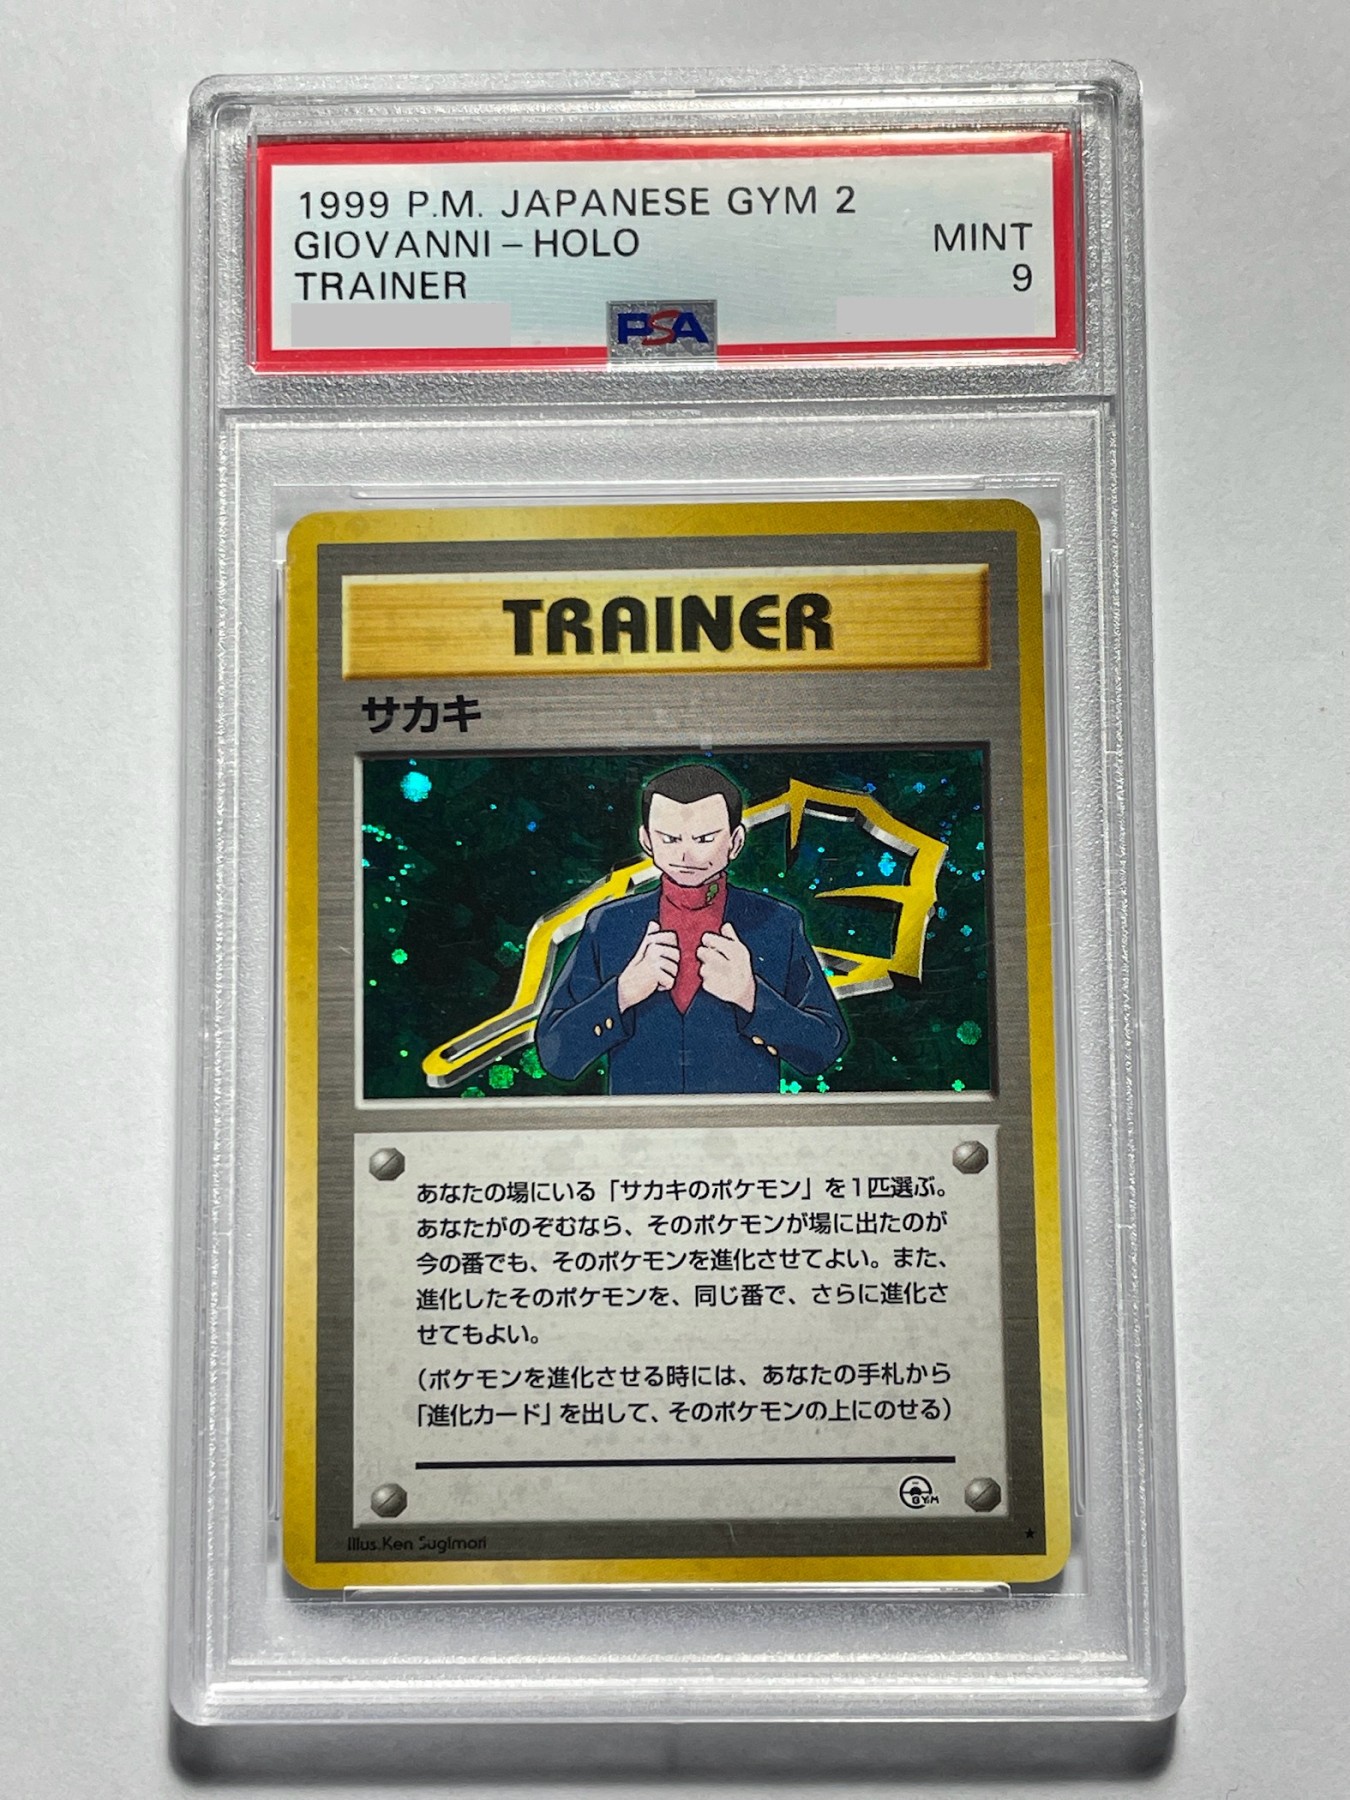 1999 P.M. JAPANESE GYM 2
GIOVANNI – HOLO
MINT
TRAINER
9
PSA
TRAINER
サカキ
あなたの場にいる「サカキのポケモン」を1匹選ぶ。
あなたがのぞむなら、そのポケモンが場に出たのが
今の番でも、そのポケモンを進化させてよい。また、
進化したそのポケモンを、同じ番で、さらに進化さ
せてもよい。
(ポケモンを進化させる時には、あなたの手札から
「進化カード」を出して、そのポケモンの上にのせる)
GYM
Illus.Ken Sugimori
★